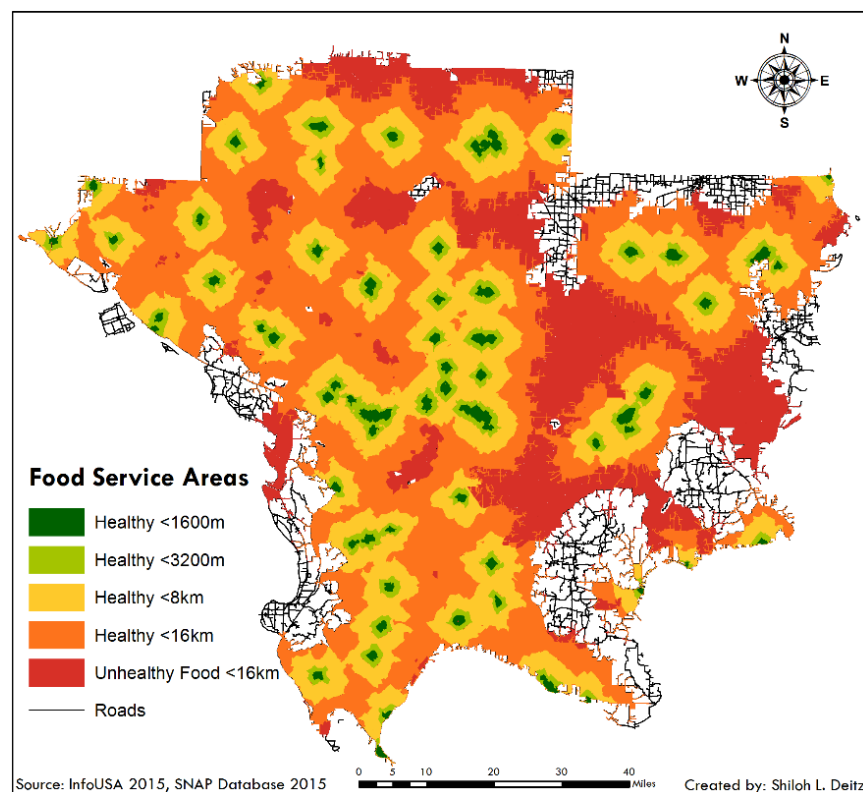 N
W E
S
Food Service Areas
Healthy <1600m
Healthy <3200m
Healthy <8km
Healthy <16km
Unhealthy Food <16km
Roads
Source: InfoUSA 2015, SNAP Database 2015
0 5 10 20 30 40
Miles
Created by: Shiloh L. Deitz